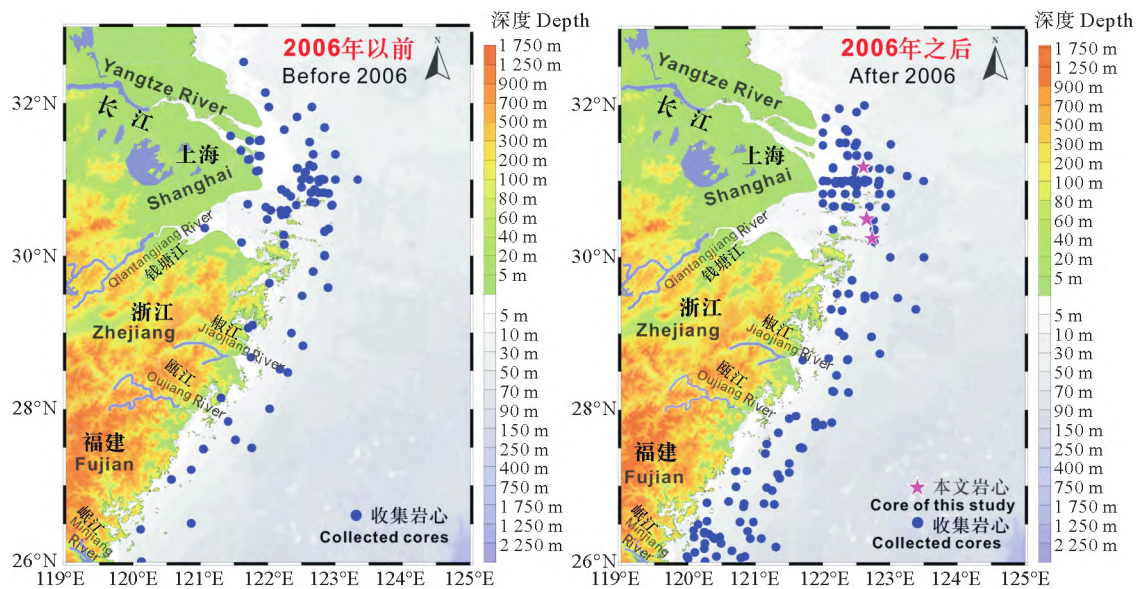 深度 Depth
2006年以前
Before 2006
N
Yangtze River
长 江
上海
Shanghai
Qiantangjiang River
钱塘江
浙江
Zhejiang
椒江
Jiaojiang River
瓯江
Oujiang River
福建
Fujian
岷江
Minjiang
River
收集岩心
Collected cores
32°N
30°N
28°N
26°N
119°E
120°E
121°E
122°E
123°E
124°E
125°E
1 750 m
1 250 m
900 m
700 m
500 m
300 m
200 m
100 m
80 m
60 m
40 m
20 m
5 m
5 m
10 m
30 m
50 m
70 m
90 m
150 m
250 m
400 m
750 m
1 250 m
1 750 m
2 250 m
深度 Depth
2006年之后
After 2006
N
Yangtze River
长 江
上海
Shanghai
Qiantangjiang River
钱塘江
浙江
Zhejiang
椒江
Jiaojiang River
瓯江
Oujiang River
福建
Fujian
岷江
Minjiang
River
本文岩心
Core of this study
收集岩心
Collected cores
32°N
30°N
28°N
26°N
119°E
120°E
121°E
122°E
123°E
124°E
125°E
1 750 m
1 250 m
900 m
700 m
500 m
300 m
200 m
100 m
80 m
60 m
40 m
20 m
5 m
5 m
10 m
30 m
50 m
70 m
90 m
150 m
250 m
400 m
750 m
1 250 m
1 750 m
2 250 m